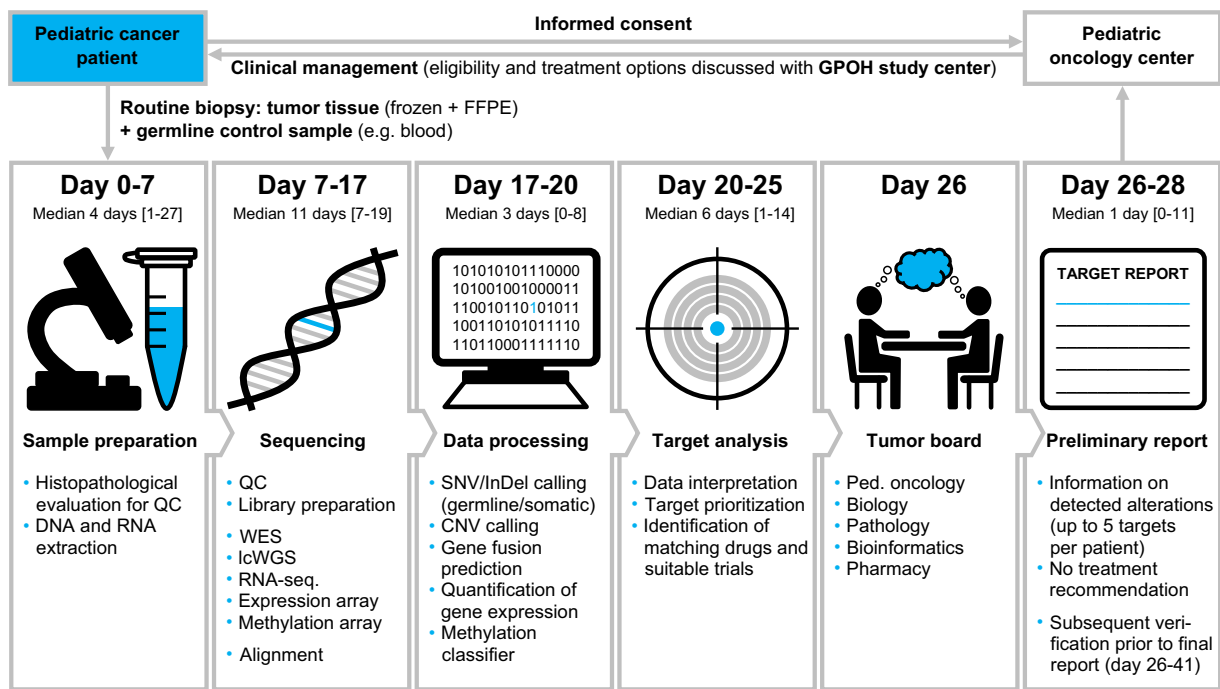 Pediatric cancer
patient
Informed consent
Clinical management (eligibility and treatment options discussed with GPOH study center)
Pediatric
oncology center
Routine biopsy: tumor tissue (frozen + FFPE)
+ germline control sample (e.g. blood)
Day 0-7
Median 4 days [1-27]
Sample preparation
• Histopathological
evaluation for QC
• DNA and RNA
extraction
Day 7-17
Median 11 days [7-19]
Sequencing
• QC
• Library preparation
• WES
• lcWGS
• RNA-seq.
• Expression array
• Methylation array
• Alignment
Day 17-20
Median 3 days [0-8]
101010101110000
101001001000011
110010110101011
100110101011110
110110001111110
Data processing
• SNV/InDel calling
(germline/somatic)
• CNV calling
• Gene fusion
prediction
• Quantification of
gene expression
• Methylation
classifier
Day 20-25
Median 6 days [1-14]
Target analysis
• Data interpretation
• Target prioritization
• Identification of
matching drugs and
suitable trials
Day 26
Tumor board
• Ped. oncology
• Biology
• Pathology
• Bioinformatics
• Pharmacy
Day 26-28
Median 1 day [0-11]
TARGET REPORT
Preliminary report
• Information on
detected alterations
(up to 5 targets
per patient)
• No treatment
recommendation
• Subsequent veri-
fication prior to final
report (day 26-41)